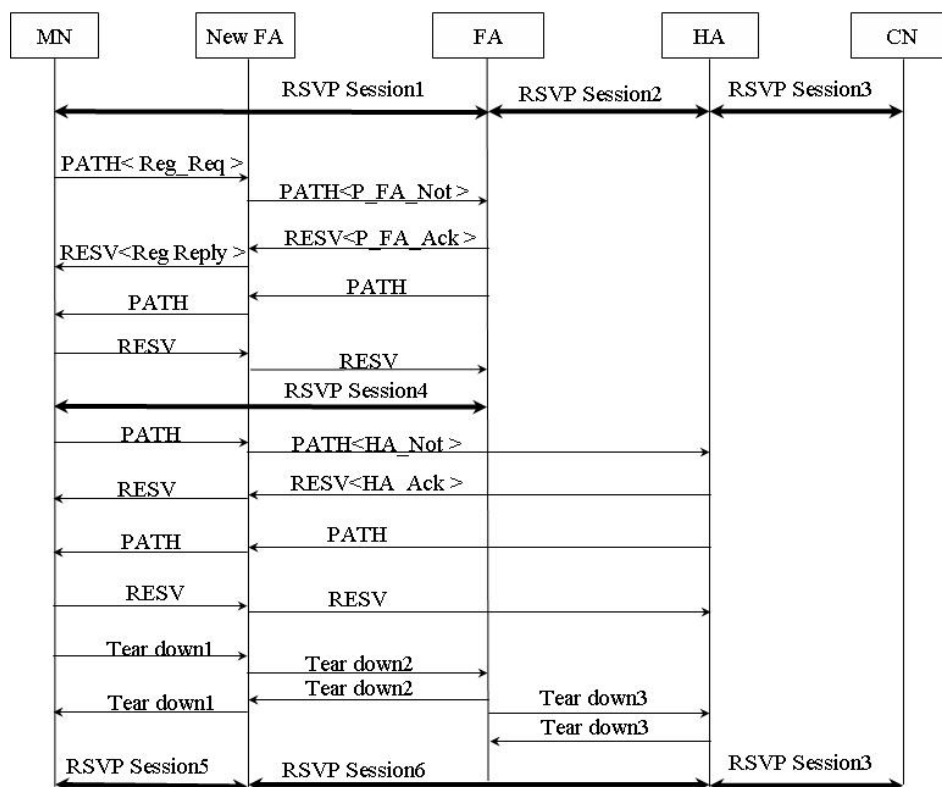 MN
New FA
FA
HA
CN
RSVP Session1
RSVP Session2
RSVP Session3
PATH< Reg_Req >
PATH<P_FA_Not >
RESV<P_FA_Ack>
RESV<Reg Reply >
PATH
PATH
RESV
RESV
RSVP Session4
PATH
PATH<HA_Not>
RESV<HA_Ack >
RESV
PATH
PATH
RESV
RESV
Tear down1
Tear down2
Tear down2
Tear down1
Tear down3
Tear down3
RSVP Session5
RSVP Session6
RSVP Session3